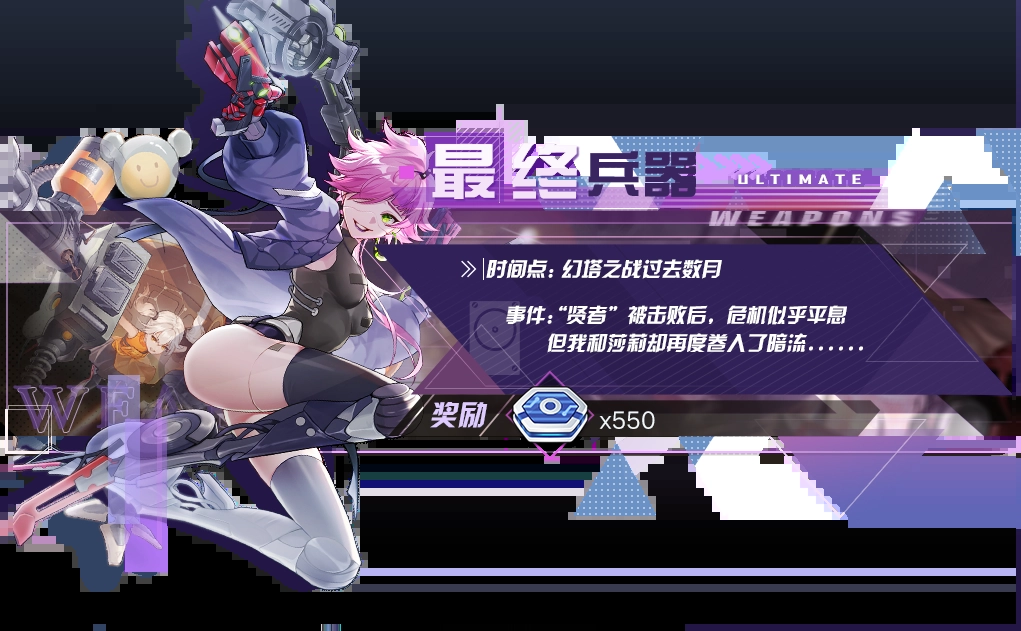 最终兵器
ULTIMATE
WEAPONS
时间点：幻塔之战过去数月
事件：“贤者”被击败后，危机似乎平息
但我和莎莉却再度卷入了暗流......
WE
奖励
x550